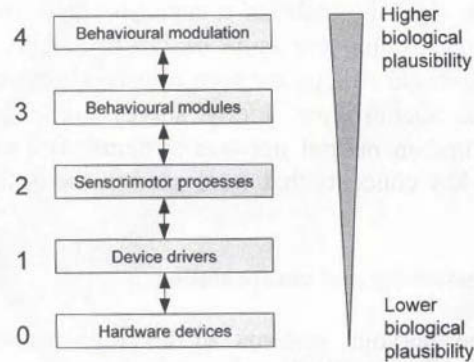 4 Behavioural modulation
3 Behavioural modules
2 Sensorimotor processes
1 Device drivers
0 Hardware devices
Higher
biological
plausibility
Lower
biological
plausibility